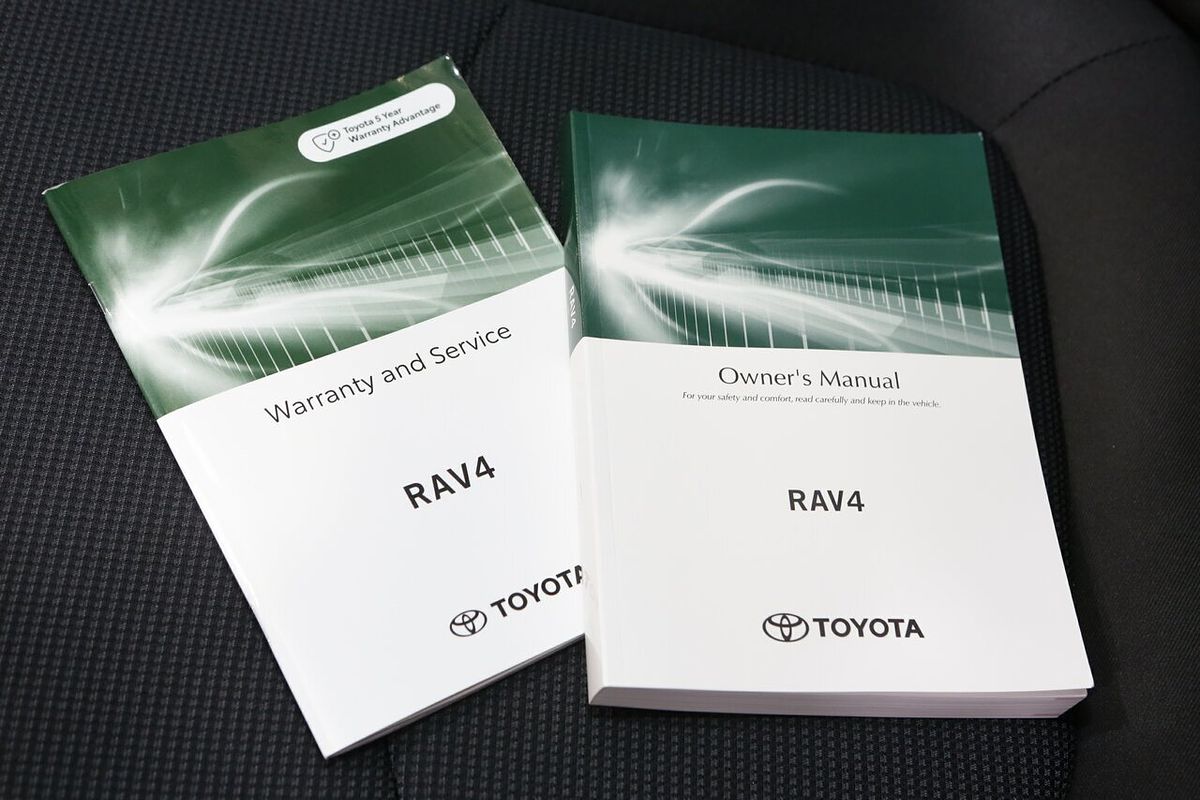 Toyota 5 Year
Warranty Advantage
Warranty and Service
RAV4
TOYOTA
RAV4
Owner's Manual
For your safety and comfort, read carefully and keep in the vehicle.
RAV4
TOYOTA